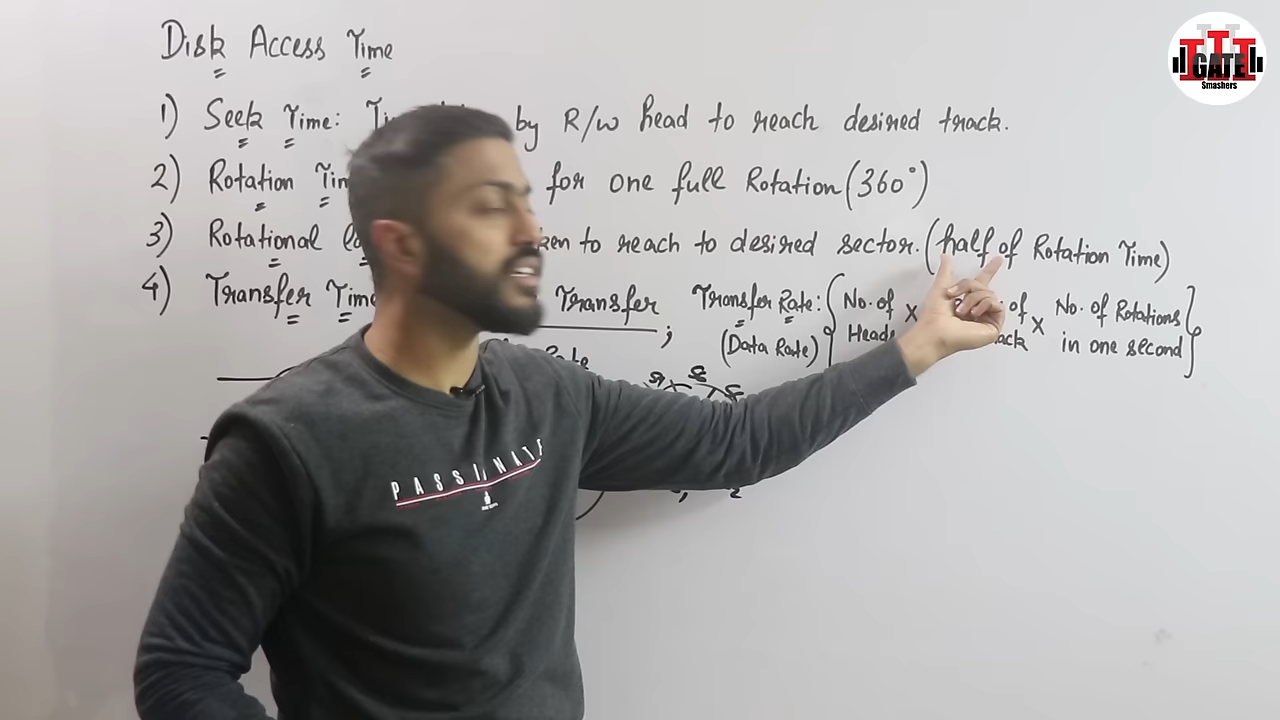 Disk Access Time
1) Seek Time: by R/w head to reach desired track.
2) Rotation for one full Rotation (360°)
3) Rotational to reach to desired sector. (half of Rotation Time)
4) Transfer Time Transfer ; Transfer Rate: { No. of × of × No. of Rotations }
(Data Rate) in one second
PASSIONATE
GATE
Smashers